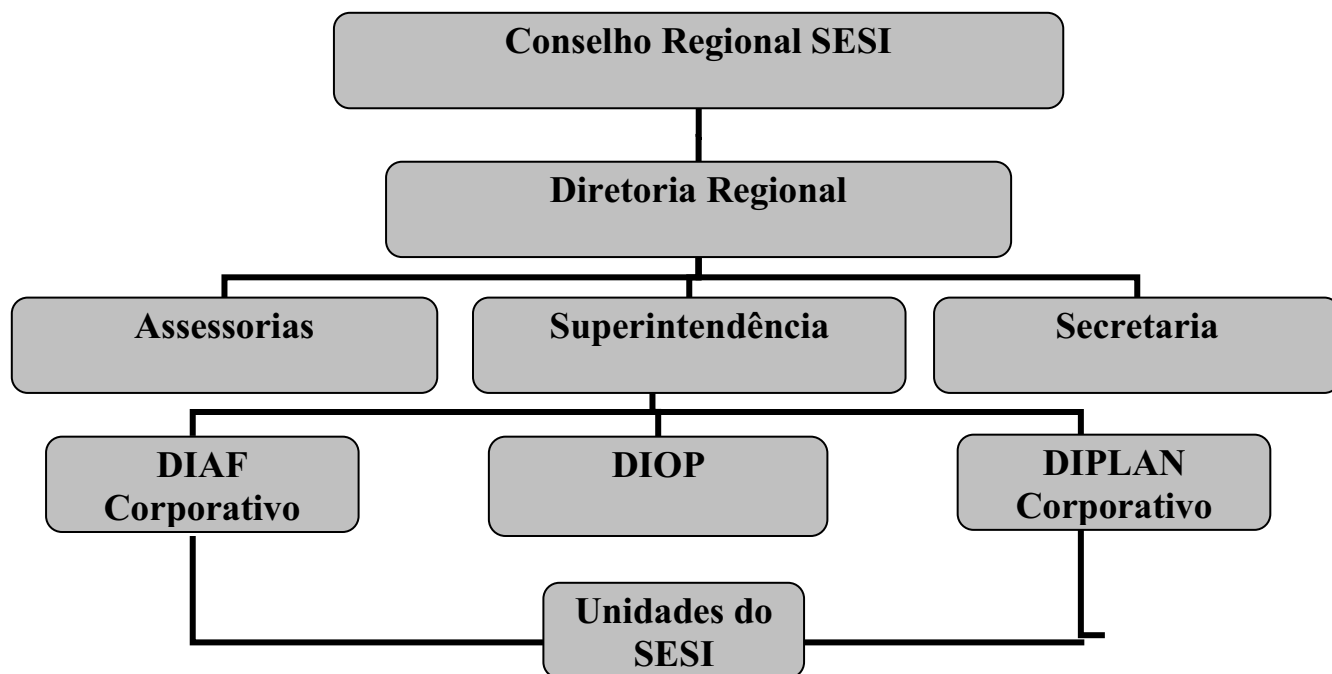 Conselho Regional SESI
Diretoria Regional
Assessorias
Superintendência
Secretaria
DIAF
Corporativo
DIOP
DIPLAN
Corporativo
Unidades do
SESI